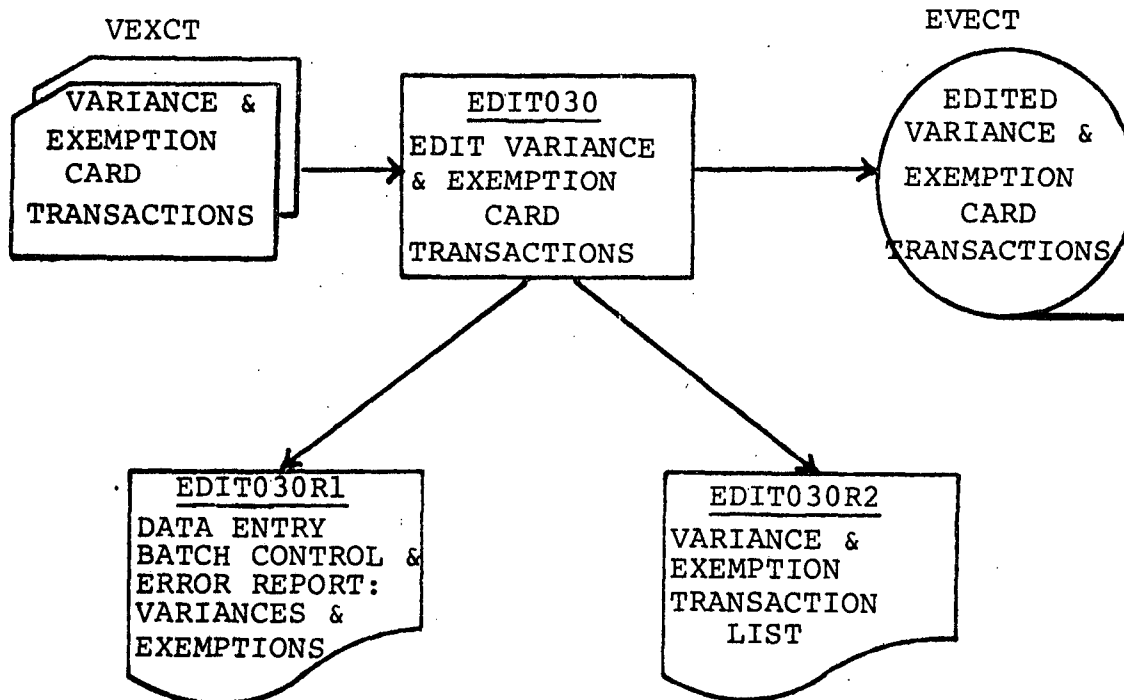 VEXCT
VARIANCE &
EXEMPTION
CARD
TRANSACTIONS
EDIT030
EDIT VARIANCE
& EXEMPTION
CARD
TRANSACTIONS
EVECT
EDITED
VARIANCE &
EXEMPTION
CARD
TRANSACTIONS
EDIT030R1
DATA ENTRY
BATCH CONTROL &
ERROR REPORT:
VARIANCES &
EXEMPTIONS
EDIT030R2
VARIANCE &
EXEMPTION
TRANSACTION
LIST